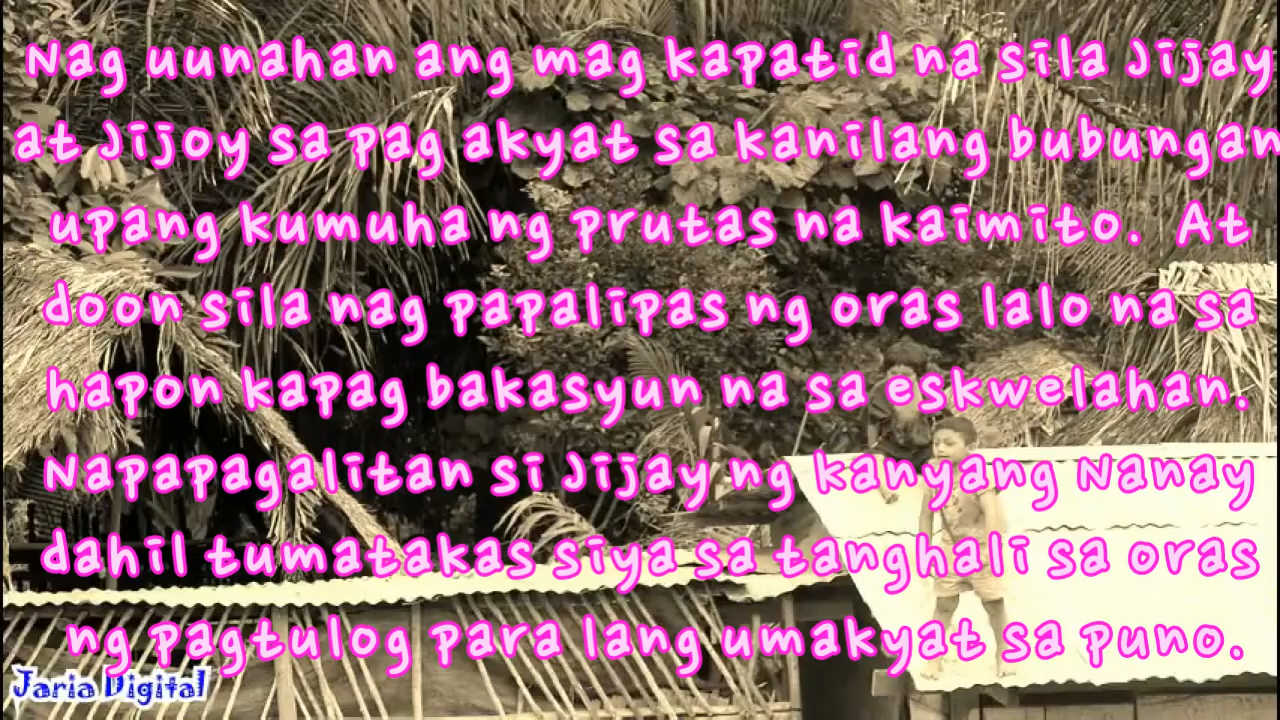 Nag uunahan ang mag kapatid na sila Jijay
at Jijoy sa pag akyat sa kanilang bubungan
upang kumuha ng prutas na kaimito. At
doon sila nag papalipas ng oras lalo na sa
hapon kapag bakasyun na sa eskwelahan.
Napapagalitan si Jijay ng kanyang Nanay
dahil tumatakas siya sa tanghali sa oras
ng pagtulog para lang umakyat sa puno.
Jaria Digital